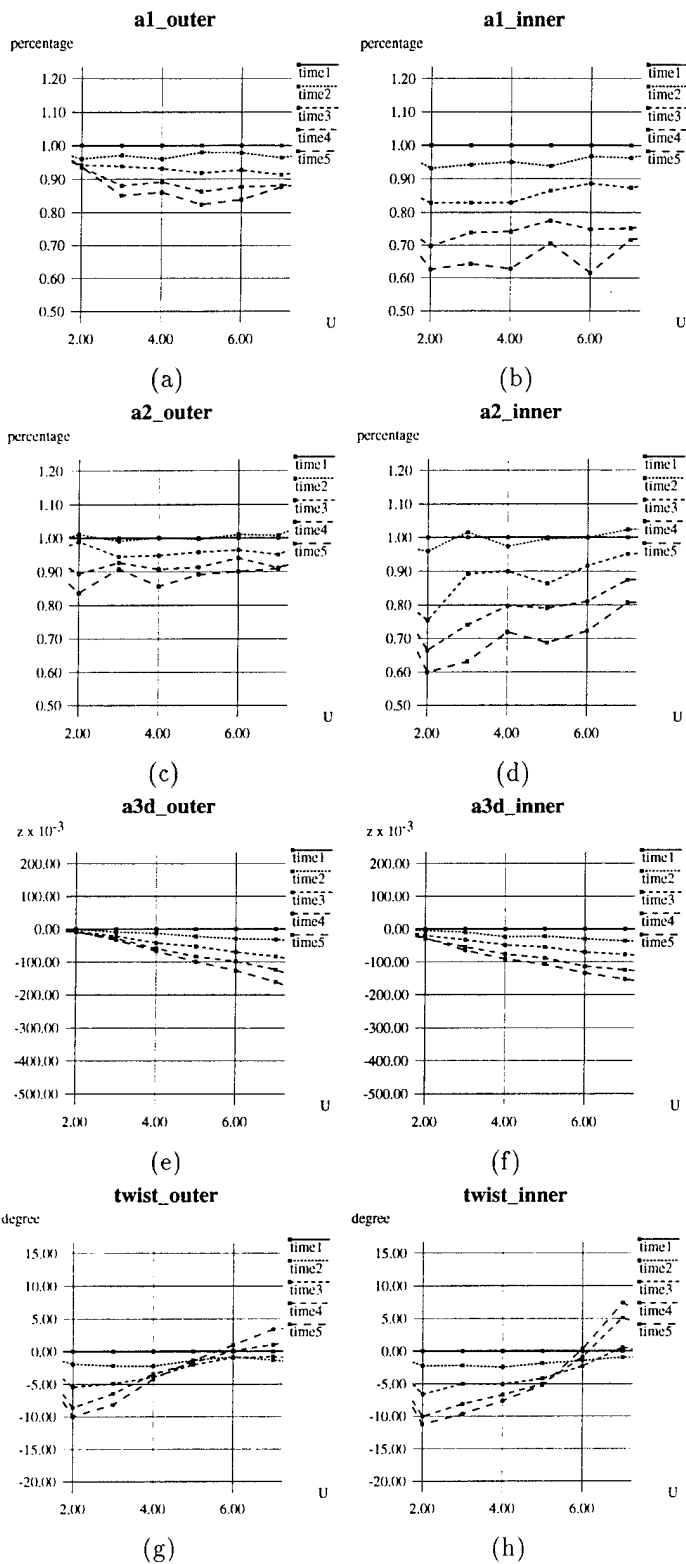 a1_outer
percentage
1.20
1.10
1.00
0.90
0.80
0.70
0.60
0.50
2.00 4.00 6.00
U
time1
time2
time3
time4
time5
(a)
a1_inner
percentage
1.20
1.10
1.00
0.90
0.80
0.70
0.60
0.50
2.00 4.00 6.00
U
time1
time2
time3
time4
time5
(b)
a2_outer
percentage
1.20
1.10
1.00
0.90
0.80
0.70
0.60
0.50
2.00 4.00 6.00
U
time1
time2
time3
time4
time5
(c)
a2_inner
percentage
1.20
1.10
1.00
0.90
0.80
0.70
0.60
0.50
2.00 4.00 6.00
U
time1
time2
time3
time4
time5
(d)
a3d_outer
z x 10⁻³
200.00
100.00
0.00
-100.00
-200.00
-300.00
-400.00
-500.00
2.00 4.00 6.00
U
time1
time2
time3
time4
time5
(e)
a3d_inner
z x 10⁻³
200.00
100.00
0.00
-100.00
-200.00
-300.00
-400.00
-500.00
2.00 4.00 6.00
U
time1
time2
time3
time4
time5
(f)
twist_outer
degree
15.00
10.00
5.00
0.00
-5.00
-10.00
-15.00
-20.00
2.00 4.00 6.00
U
time1
time2
time3
time4
time5
(g)
twist_inner
degree
15.00
10.00
5.00
0.00
-5.00
-10.00
-15.00
-20.00
2.00 4.00 6.00
U
time1
time2
time3
time4
time5
(h)